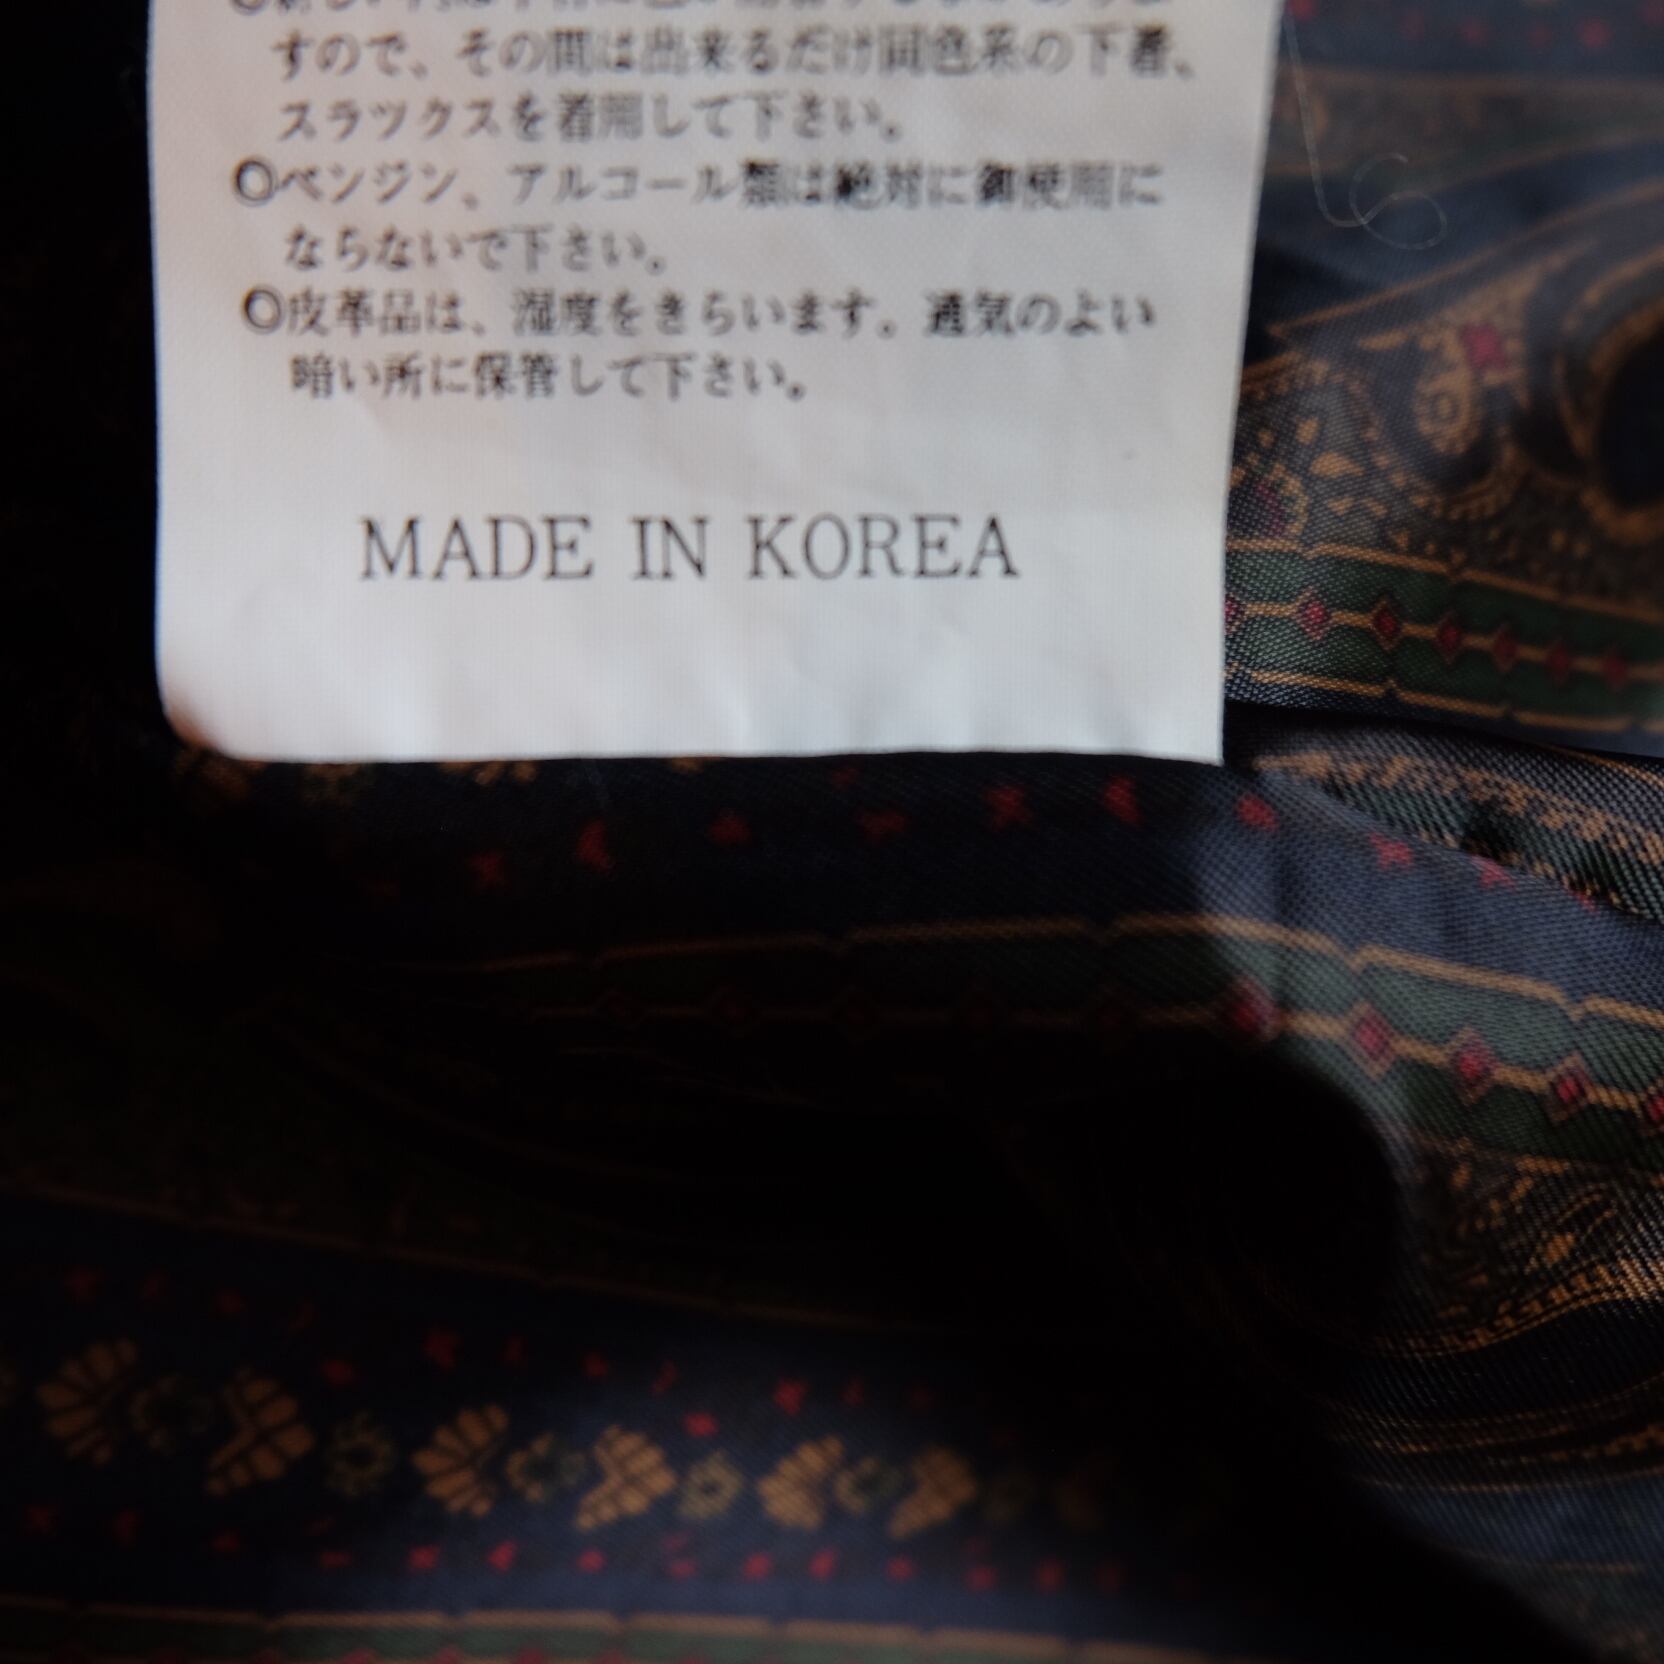 すので、その間は出来るだけ同色系の下着、
スラックスを着用して下さい。
○ベンジン、アルコール類は絶対に御使用に
ならないで下さい。
○皮革品は、湿度をきらいます。通気のよい
暗い所に保管して下さい。
MADE IN KOREA